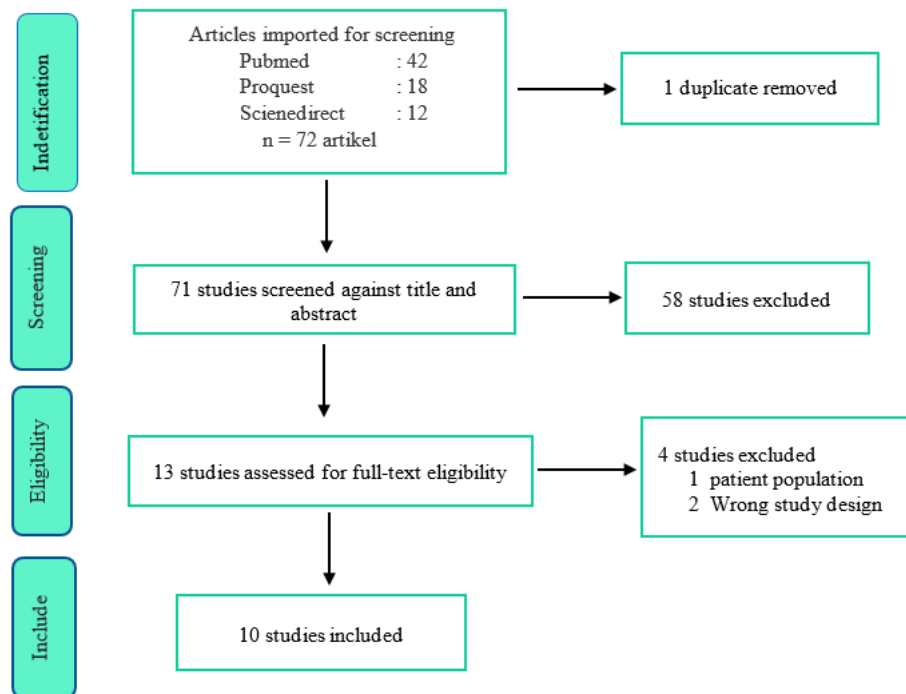 Indetification
Articles imported for screening
Pubmed : 42
Proquest : 18
Scienedirect : 12
n = 72 artikel
1 duplicate removed
Screening
71 studies screened against title and
abstract
58 studies excluded
Eligibility
13 studies assessed for full-text eligibility
4 studies excluded
1 patient population
2 Wrong study design
Include
10 studies included